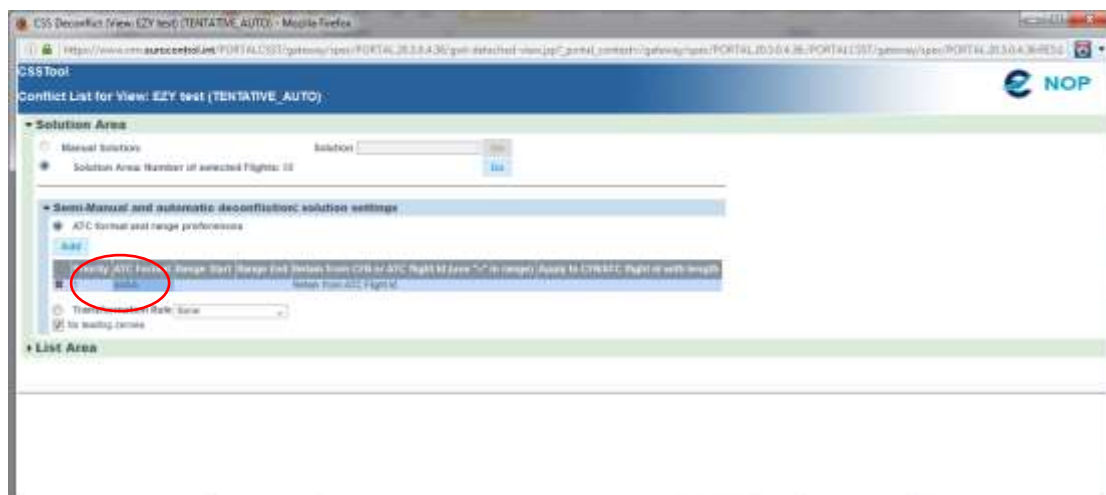 CSS Deconflict (View: EZY test) (TENTATIVE_AUTO) - Mozilla Firefox
CSSTool
NOP
Conflict List for View: EZY test (TENTATIVE_AUTO)
Solution Area
Manual Solution: Solution
Solution Area: Number of selected Flights: 10
Semi-Manual and automatic deconfliction: solution settings
ATC format and range preferences
Add
Priority ATC Format Range Start Range End Retain from CFN or ATC flight Id (use "-" in range) Apply to CFN/ATC flight id with length
Retain from ATC Flight Id
Transformation Rule: None
No leading zeroes
List Area